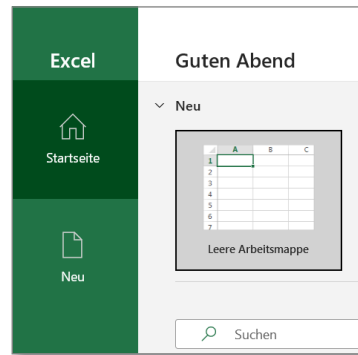 Excel
Guten Abend
Startseite
Neu
Neu
A B C
1
2
3
4
5
6
7
Leere Arbeitsmappe
Suchen